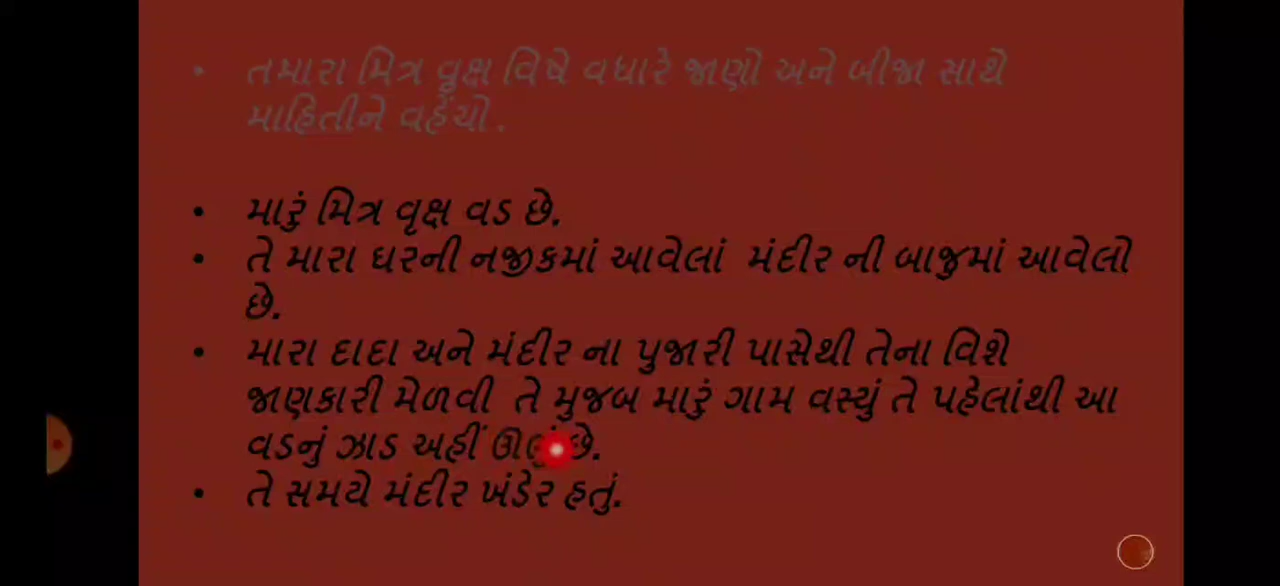 તમારા મિત્ર વૃક્ષ વિષે વધારે જાણો અને બીજા સાથે
માહિતીને વહેંચો .
મારું મિત્ર વૃક્ષ વડ છે.
તે મારા ઘરની નજીકમાં આવેલાં મંદીર ની બાજુમાં આવેલો
છે.
મારા દાદા અને મંદીર ના પુજારી પાસેથી તેના વિશે
જાણકારી મેળવી તે મુજબ મારું ગામ વસ્યું તે પહેલાંથી આ
વડનું ઝાડ અહીં ઊભું છે.
તે સમયે મંદીર ખંડેર હતું.